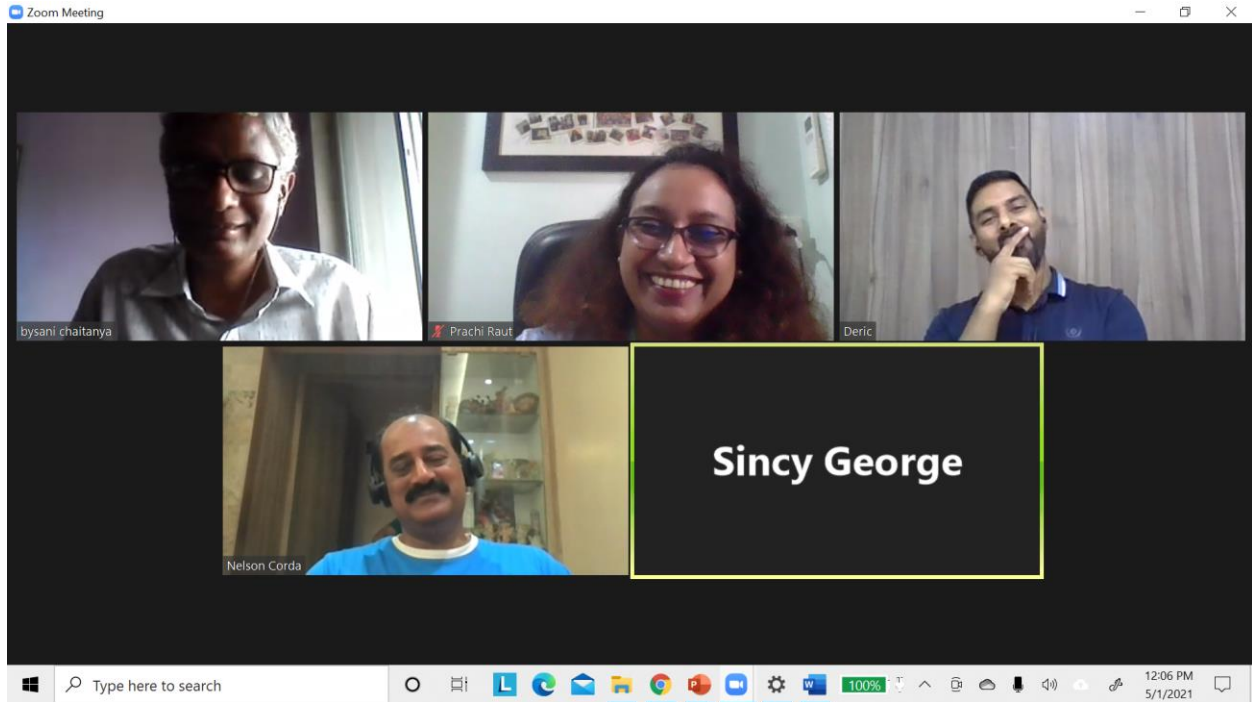 Zoom Meeting
bysani chaitanya
Prachi Raut
Deric
Nelson Corda
Sincy George
Type here to search
L
P
W
100%
12:06 PM
5/1/2021